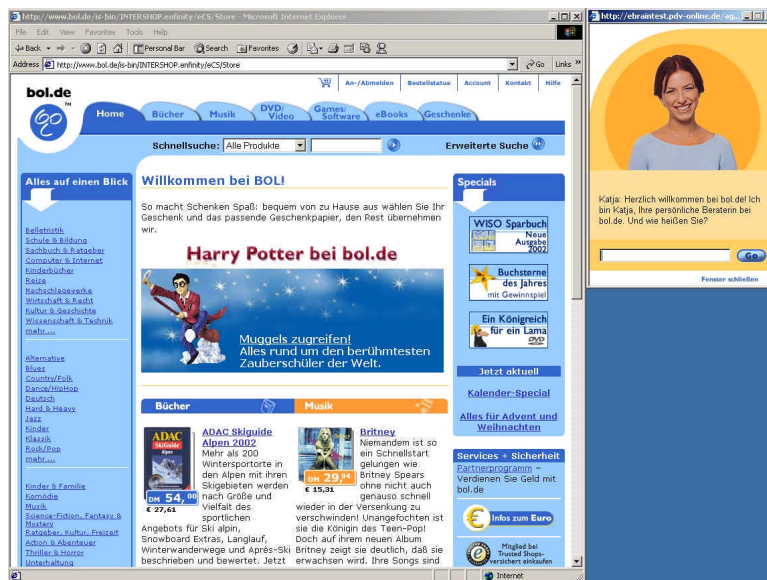 http://www.bol.de/is-bin/INTERSHOP.enfinity/eCS/Store - Microsoft Internet Explorer
File Edit View Favorites Tools Help
Back Personal Bar Search Favorites
Address http://www.bol.de/is-bin/INTERSHOP.enfinity/eCS/Store Go Links »
bol.de
TM
An-/Abmelden Bestellstatus Account Kontakt Hilfe
Home Bücher Musik DVD/ Video Games/ Software eBooks Geschenke
Schnellsuche: Alle Produkte Erweiterte Suche
Alles auf einen Blick
Belletristik
Schule & Bildung
Sachbuch & Ratgeber
Computer & Internet
Kinderbücher
Reise
Nachschlagewerke
Wirtschaft & Recht
Kultur & Geschichte
Wissenschaft & Technik
mehr....
Alternative
Blues
Country/Folk
Dance/HipHop
Deutsch
Hard & Heavy
Jazz
Kinder
Klassik
Rock/Pop
mehr....
Kinder & Familie
Komödie
Musik
Science-Fiction, Fantasy &
Mystery
Ratgeber, Kultur, Freizeit
Action & Abenteuer
Thriller & Horror
Unterhaltung
Willkommen bei BOL!
So macht Schenken Spaß: bequem von zu Hause aus wählen Sie Ihr
Geschenk und das passende Geschenkpapier, den Rest übernehmen
wir.
Harry Potter bei bol.de
Muggels zugreifen!
Alles rund um den berühmtesten
Zauberschüler der Welt.
Bücher
ADAC
SkiGuide
Alpen
DM 54,00
€ 27,61
ADAC Skiguide
Alpen 2002
Mehr als 200
Wintersportorte in
den Alpen mit ihren
Skigebieten werden
nach Größe und
Vielfalt des
sportlichen
Angebots für Ski alpin,
Snowboard Extras, Langlauf,
Winterwanderwege und Après-Ski
beschrieben und bewertet. Jetzt
Musik
DM 29,94
€ 15,31
Britney
Niemandem ist so
ein Schnellstart
gelungen wie
Britney Spears
ohne nicht auch
genauso schnell
wieder in der Versenkung zu
verschwinden! Unangefochten ist
sie die Königin des Teen-Pop!
Doch auf ihrem neuen Album
Britney zeigt sie deutlich, daß sie
erwachsen wird. Ihre Songs sind
Specials
WISO Sparbuch
Neue
Ausgabe
2002
Buchsterne
des Jahres
mit Gewinnspiel
Ein Königreich
für ein Lama
DVD
Jetzt aktuell
Kalender-Special
Alles für Advent und
Weihnachten
Services + Sicherheit
Partnerprogramm –
Verdienen Sie Geld mit
bol.de
Infos zum Euro
Mitglied bei
Trusted Shops-
versichert einkaufen
Internet
http://ebraintest.pdv-online.de/ag...
Katja: Herzlich willkommen bei bol.de! Ich
bin Katja, Ihre persönliche Beraterin bei
bol.de. Und wie heißen Sie?
Go
Fenster schließen